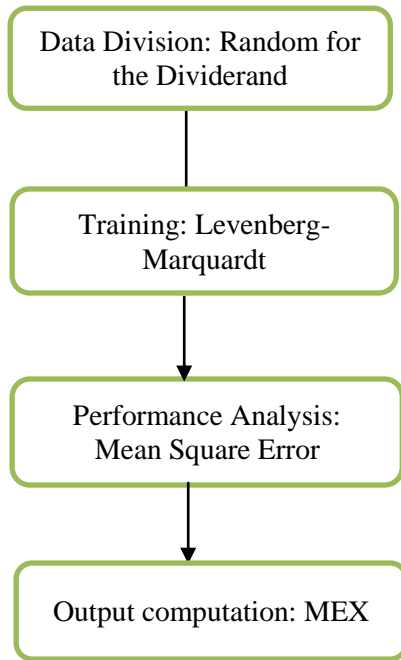 Data Division: Random for
the Dividerand
Training: Levenberg-
Marquardt
Performance Analysis:
Mean Square Error
Output computation: MEX